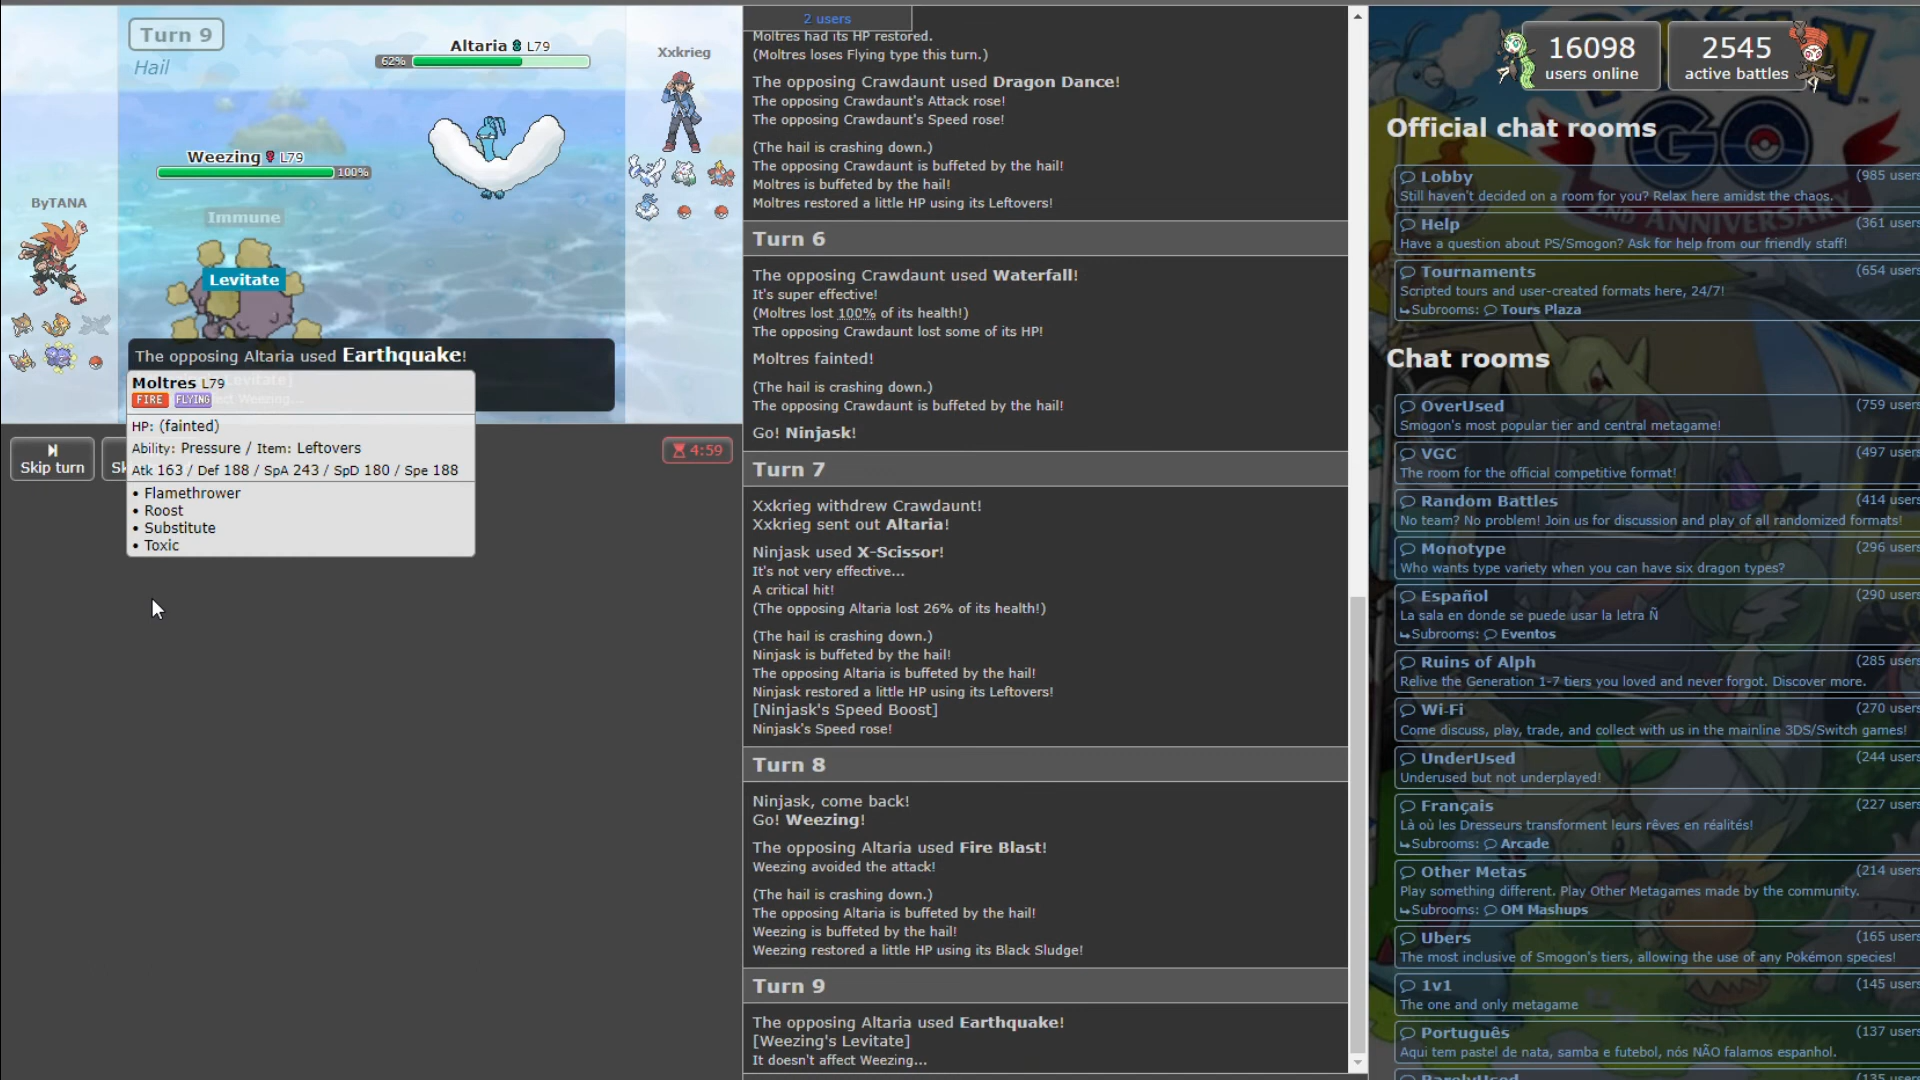 Turn 9
Hail
Altaria L79
62%
Xxkrieg
Weezing L79
100%
ByTANA
Immune
Levitate
The opposing Altaria used Earthquake!
Moltres L79
FIRE FLYING
HP: (fainted)
Ability: Pressure / Item: Leftovers
Atk 163 / Def 188 / SpA 243 / SpD 180 / Spe 188
• Flamethrower
• Roost
• Substitute
• Toxic
Skip turn
Sk
4:59
2 users
Moltres had its HP restored.
(Moltres loses Flying type this turn.)
The opposing Crawdaunt used Dragon Dance!
The opposing Crawdaunt's Attack rose!
The opposing Crawdaunt's Speed rose!
(The hail is crashing down.)
The opposing Crawdaunt is buffeted by the hail!
Moltres is buffeted by the hail!
Moltres restored a little HP using its Leftovers!
Turn 6
The opposing Crawdaunt used Waterfall!
It's super effective!
(Moltres lost 100% of its health!)
The opposing Crawdaunt lost some of its HP!
Moltres fainted!
(The hail is crashing down.)
The opposing Crawdaunt is buffeted by the hail!
Go! Ninjask!
Turn 7
Xxkrieg withdrew Crawdaunt!
Xxkrieg sent out Altaria!
Ninjask used X-Scissor!
It's not very effective...
A critical hit!
(The opposing Altaria lost 26% of its health!)
(The hail is crashing down.)
Ninjask is buffeted by the hail!
The opposing Altaria is buffeted by the hail!
Ninjask restored a little HP using its Leftovers!
[Ninjask's Speed Boost]
Ninjask's Speed rose!
Turn 8
Ninjask, come back!
Go! Weezing!
The opposing Altaria used Fire Blast!
Weezing avoided the attack!
(The hail is crashing down.)
The opposing Altaria is buffeted by the hail!
Weezing is buffeted by the hail!
Weezing restored a little HP using its Black Sludge!
Turn 9
The opposing Altaria used Earthquake!
[Weezing's Levitate]
It doesn't affect Weezing...
16098
users online
2545
active battles
Official chat rooms
Lobby (985 users
Still haven't decided on a room for you? Relax here amidst the chaos.
Help (361 users
Have a question about PS/Smogon? Ask for help from our friendly staff!
Tournaments (654 users
Scripted tours and user-created formats here, 24/7!
↳Subrooms: Tours Plaza
Chat rooms
OverUsed (759 users
Smogon's most popular tier and central metagame!
VGC (497 users
The room for the official competitive format!
Random Battles (414 users
No team? No problem! Join us for discussion and play of all randomized formats!
Monotype (296 users
Who wants type variety when you can have six dragon types?
Español (290 users
La sala en donde se puede usar la letra Ñ
↳Subrooms: Eventos
Ruins of Alph (285 users
Relive the Generation 1-7 tiers you loved and never forgot. Discover more.
Wi-Fi (270 users
Come discuss, play, trade, and collect with us in the mainline 3DS/Switch games!
UnderUsed (244 users
Underused but not underplayed!
Français (227 users
Là où les Dresseurs transforment leurs rêves en réalités!
↳Subrooms: Arcade
Other Metas (214 users
Play something different. Play Other Metagames made by the community.
↳Subrooms: OM Mashups
Ubers (165 users
The most inclusive of Smogon's tiers, allowing the use of any Pokémon species!
1v1 (145 users
The one and only metagame
Português (137 users
Aqui tem pastel de nata, samba e futebol, nós NÃO falamos espanhol.
RarelyUsed (135 users